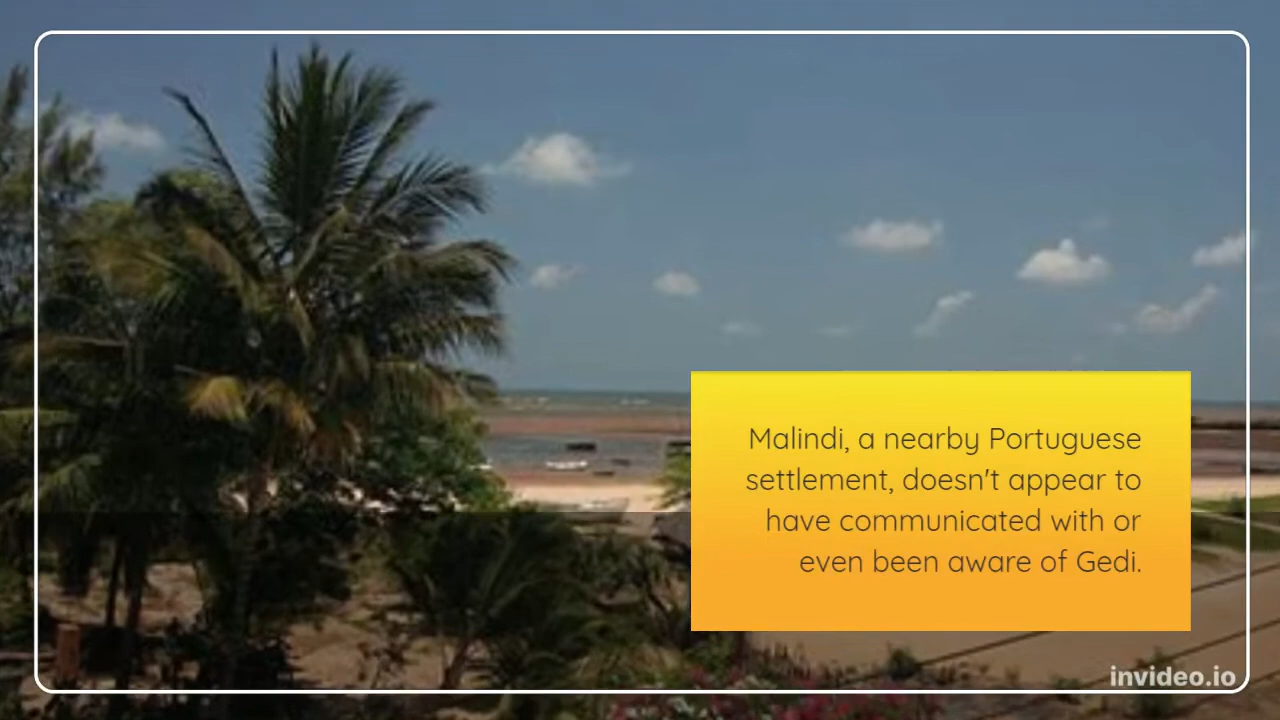 Malindi, a nearby Portuguese
settlement, doesn't appear to
have communicated with or
even been aware of Gedi.
invideo.io